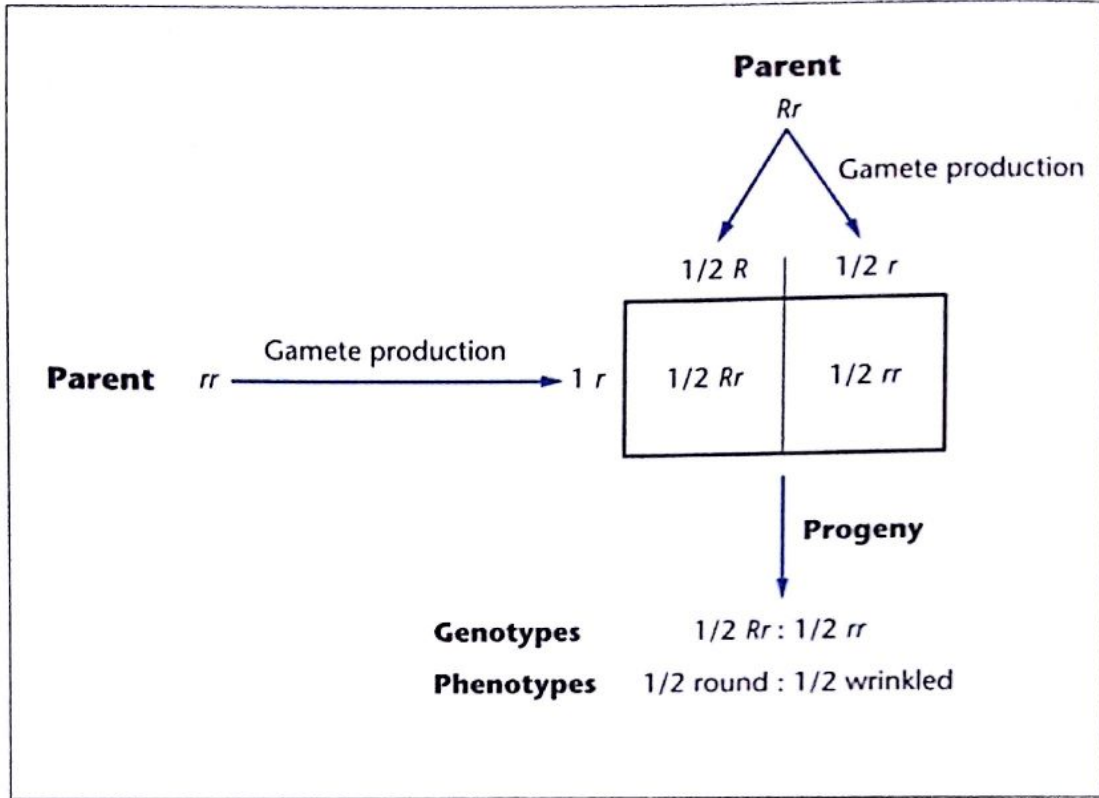 Parent
Rr
Gamete production
1/2 R
1/2 r
Parent rr Gamete production 1 r 1/2 Rr 1/2 rr
Progeny
Genotypes 1/2 Rr : 1/2 rr
Phenotypes 1/2 round : 1/2 wrinkled